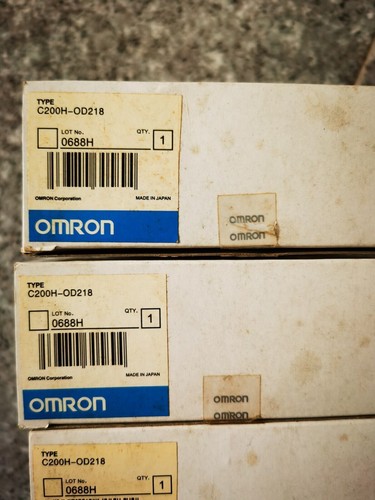 TYPE
C200H-OD218
LOT No. QTY.
0688H 1
OMRON Corporation MADE IN JAPAN
OMRON
OMRON
OMRON
TYPE
C200H-OD218
LOT No. QTY.
0688H 1
OMRON Corporation MADE IN JAPAN
OMRON
OMRON
OMRON
TYPE
C200H-OD218
LOT No. QTY.
0688H 1